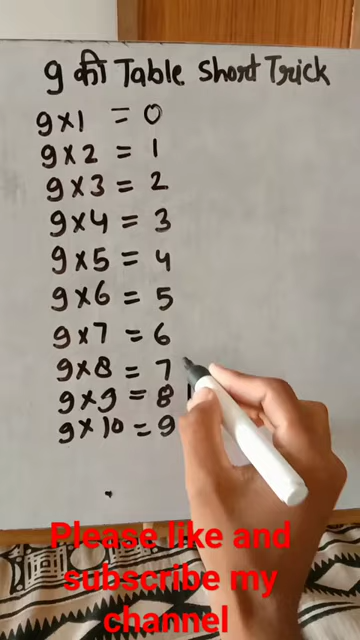 9 की Table Short Trick
9×1 = 0
9×2 = 1
9×3 = 2
9×4 = 3
9×5 = 4
9×6 = 5
9×7 = 6
9×8 = 7
9×9 = 8
9×10 = 9
Please like and
subscribe my
channel